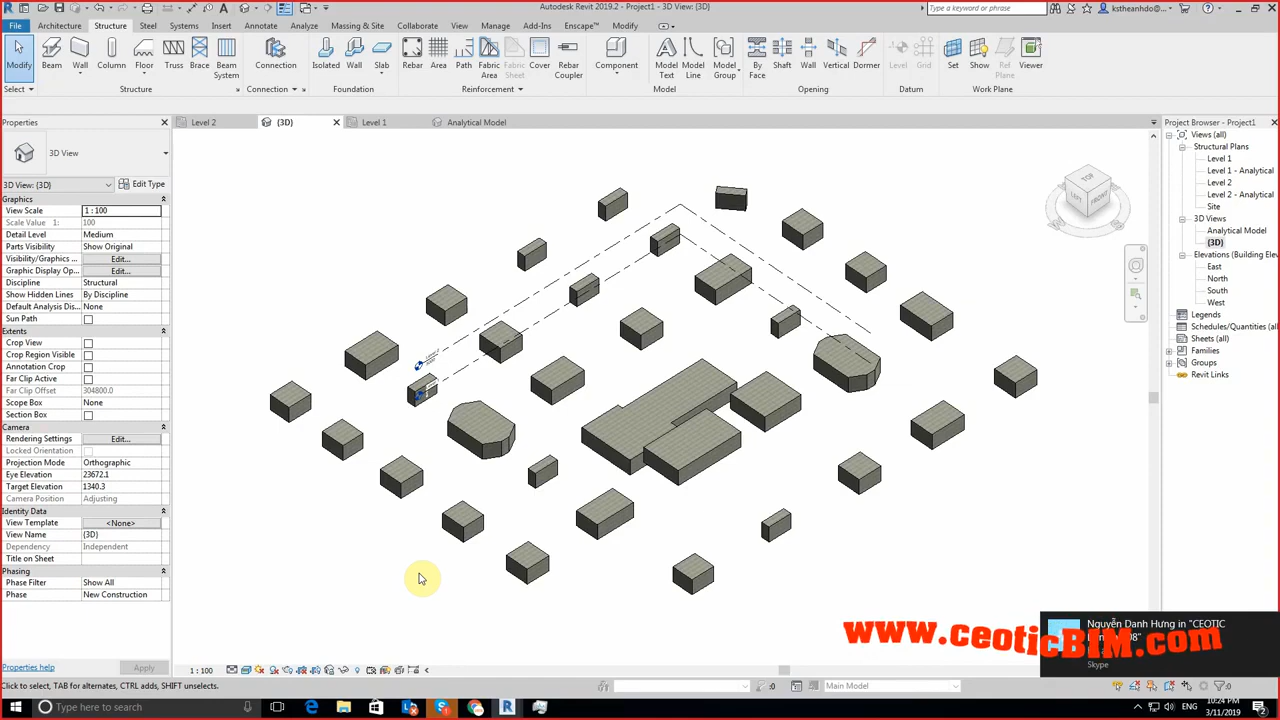 Autodesk Revit 2019.2 - Project1 - 3D View: {3D}
Type a keyword or phrase
kstheanhdo
File Architecture Structure Steel Systems Insert Annotate Analyze Massing & Site Collaborate View Manage Add-Ins Enscape™ Modify
Modify Beam Wall Column Floor Truss Brace Beam System Connection Isolated Wall Slab Rebar Area Path Fabric Area Fabric Sheet Cover Rebar Coupler Component Model Text Model Line Model Group By Face Shaft Wall Vertical Dormer Level Grid Set Show Ref Plane Viewer
Select Structure Connection Foundation Reinforcement Model Opening Datum Work Plane
Properties
Level 2 {3D} Level 1 Analytical Model
Project Browser - Project1
3D View
3D View: {3D} Edit Type
Graphics
View Scale 1 : 100
Scale Value 1: 100
Detail Level Medium
Parts Visibility Show Original
Visibility/Graphics ... Edit...
Graphic Display Op... Edit...
Discipline Structural
Show Hidden Lines By Discipline
Default Analysis Dis... None
Sun Path
Extents
Crop View
Crop Region Visible
Annotation Crop
Far Clip Active
Far Clip Offset 304800.0
Scope Box None
Section Box
Camera
Rendering Settings Edit...
Locked Orientation
Projection Mode Orthographic
Eye Elevation 23672.1
Target Elevation 1340.3
Camera Position Adjusting
Identity Data
View Template <None>
View Name {3D}
Dependency Independent
Title on Sheet
Phasing
Phase Filter Show All
Phase New Construction
Properties help Apply
TOP
LEFT FRONT
Views (all)
Structural Plans
Level 1
Level 1 - Analytical
Level 2
Level 2 - Analytical
Site
3D Views
Analytical Model
{3D}
Elevations (Building Ele
East
North
South
West
Legends
Schedules/Quantities (al
Sheets (all)
Families
Groups
Revit Links
www.ceoticBIM.com
Nguyễn Danh Hưng in "CEOTIC
Skype
1 : 100
Click to select, TAB for alternates, CTRL adds, SHIFT unselects.
:0 Main Model :0
Type here to search
ENG
10:24 PM
3/11/2019